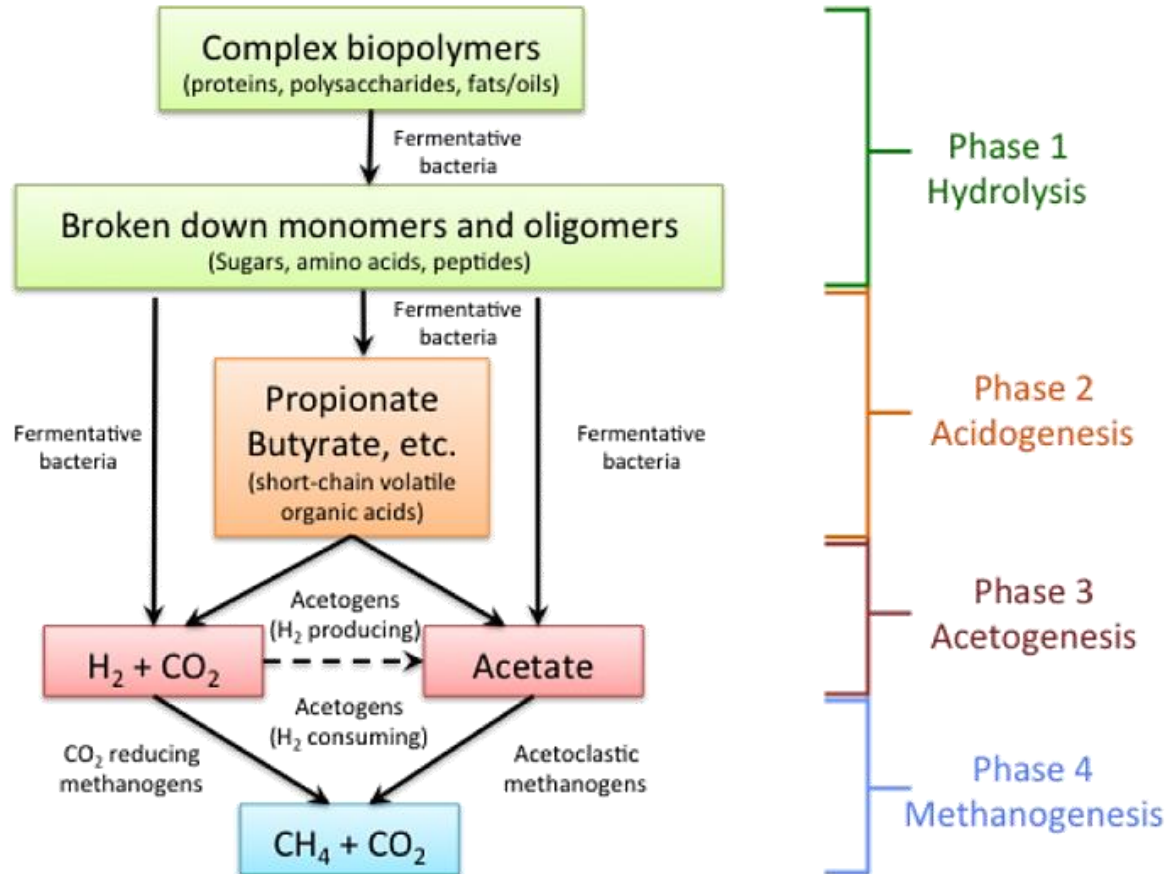 Complex biopolymers
(proteins, polysaccharides, fats/oils)
Fermentative
bacteria
Phase 1
Hydrolysis
Broken down monomers and oligomers
(Sugars, amino acids, peptides)
Fermentative
bacteria
Propionate
Butyrate, etc.
(short-chain volatile
organic acids)
Fermentative
bacteria
Fermentative
bacteria
Phase 2
Acidogenesis
Acetogens
(H₂ producing)
H₂ + CO₂
Acetate
Phase 3
Acetogenesis
Acetogens
(H₂ consuming)
CO₂ reducing
methanogens
Acetoclastic
methanogens
Phase 4
Methanogenesis
CH₄ + CO₂